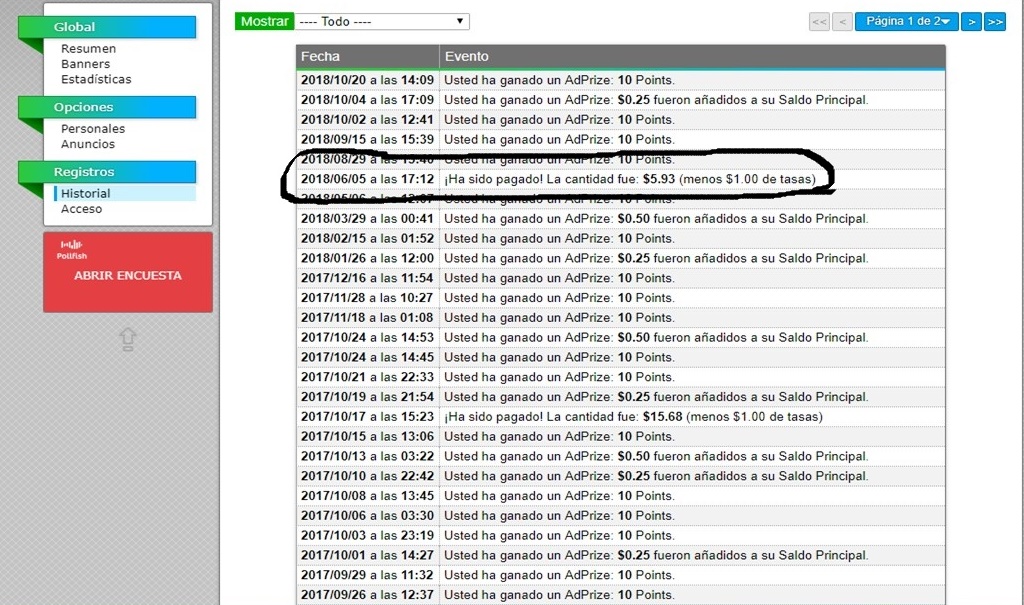 Global
Resumen
Banners
Estadísticas
Opciones
Personales
Anuncios
Registros
Historial
Acceso
Pollfish
ABRIR ENCUESTA
Mostrar ---- Todo ----
<< < Página 1 de 2 > >>
Fecha Evento
2018/10/20 a las 14:09 Usted ha ganado un AdPrize: 10 Points.
2018/10/04 a las 17:09 Usted ha ganado un AdPrize: $0.25 fueron añadidos a su Saldo Principal.
2018/10/02 a las 12:41 Usted ha ganado un AdPrize: 10 Points.
2018/09/15 a las 15:39 Usted ha ganado un AdPrize: 10 Points.
2018/08/29 a las 15:40 Usted ha ganado un AdPrize: 10 Points.
2018/06/05 a las 17:12 ¡Ha sido pagado! La cantidad fue: $5.93 (menos $1.00 de tasas)
a las Usted ha ganado un AdPrize: 10 Points.
2018/03/29 a las 00:41 Usted ha ganado un AdPrize: $0.50 fueron añadidos a su Saldo Principal.
2018/02/15 a las 01:52 Usted ha ganado un AdPrize: 10 Points.
2018/01/26 a las 12:00 Usted ha ganado un AdPrize: $0.25 fueron añadidos a su Saldo Principal.
2017/12/16 a las 11:54 Usted ha ganado un AdPrize: 10 Points.
2017/11/28 a las 10:27 Usted ha ganado un AdPrize: 10 Points.
2017/11/18 a las 01:08 Usted ha ganado un AdPrize: 10 Points.
2017/10/24 a las 14:53 Usted ha ganado un AdPrize: $0.50 fueron añadidos a su Saldo Principal.
2017/10/24 a las 14:45 Usted ha ganado un AdPrize: 10 Points.
2017/10/21 a las 22:33 Usted ha ganado un AdPrize: 10 Points.
2017/10/19 a las 21:54 Usted ha ganado un AdPrize: $0.25 fueron añadidos a su Saldo Principal.
2017/10/17 a las 15:23 ¡Ha sido pagado! La cantidad fue: $15.68 (menos $1.00 de tasas)
2017/10/15 a las 13:06 Usted ha ganado un AdPrize: 10 Points.
2017/10/13 a las 03:22 Usted ha ganado un AdPrize: $0.50 fueron añadidos a su Saldo Principal.
2017/10/10 a las 22:42 Usted ha ganado un AdPrize: $0.25 fueron añadidos a su Saldo Principal.
2017/10/08 a las 13:45 Usted ha ganado un AdPrize: 10 Points.
2017/10/06 a las 03:30 Usted ha ganado un AdPrize: 10 Points.
2017/10/03 a las 23:19 Usted ha ganado un AdPrize: 10 Points.
2017/10/01 a las 14:27 Usted ha ganado un AdPrize: $0.25 fueron añadidos a su Saldo Principal.
2017/09/29 a las 11:32 Usted ha ganado un AdPrize: 10 Points.
2017/09/26 a las 12:37 Usted ha ganado un AdPrize: 10 Points.